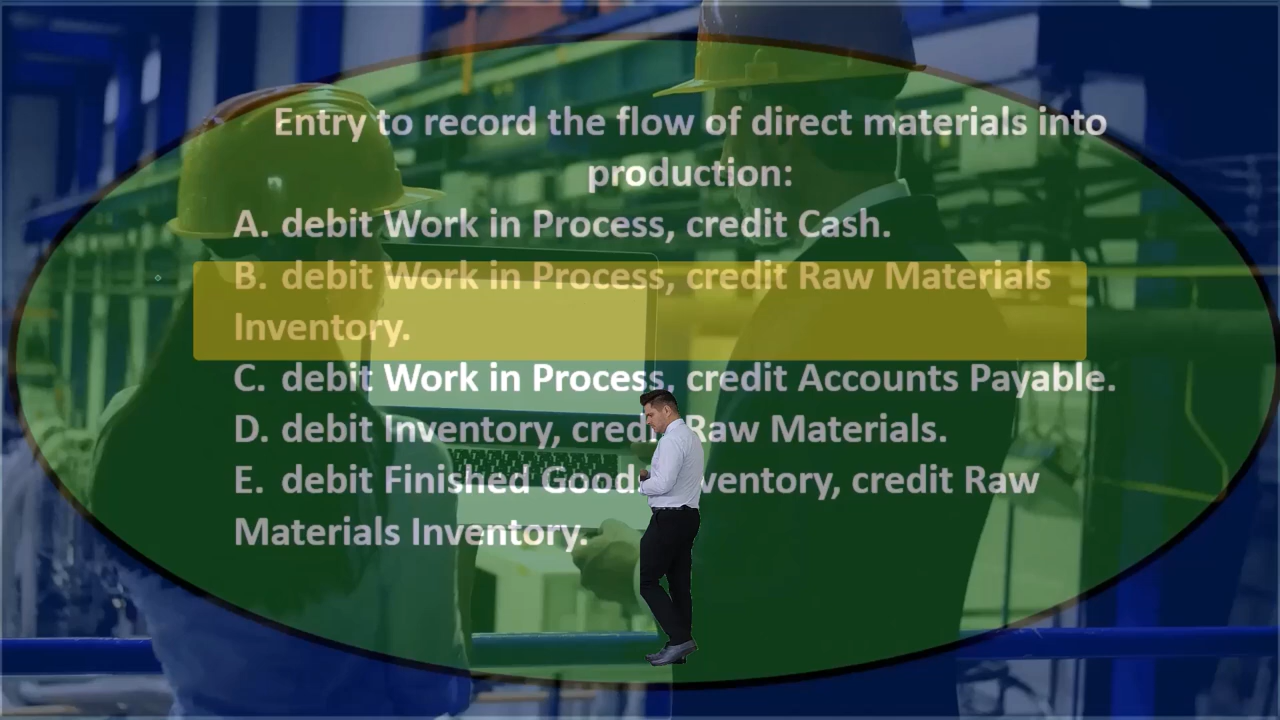 Entry to record the flow of direct materials into
production:
A. debit Work in Process, credit Cash.
B. debit Work in Process, credit Raw Materials
Inventory.
C. debit Work in Process, credit Accounts Payable.
D. debit Inventory, credit Raw Materials.
E. debit Finished Goods Inventory, credit Raw
Materials Inventory.